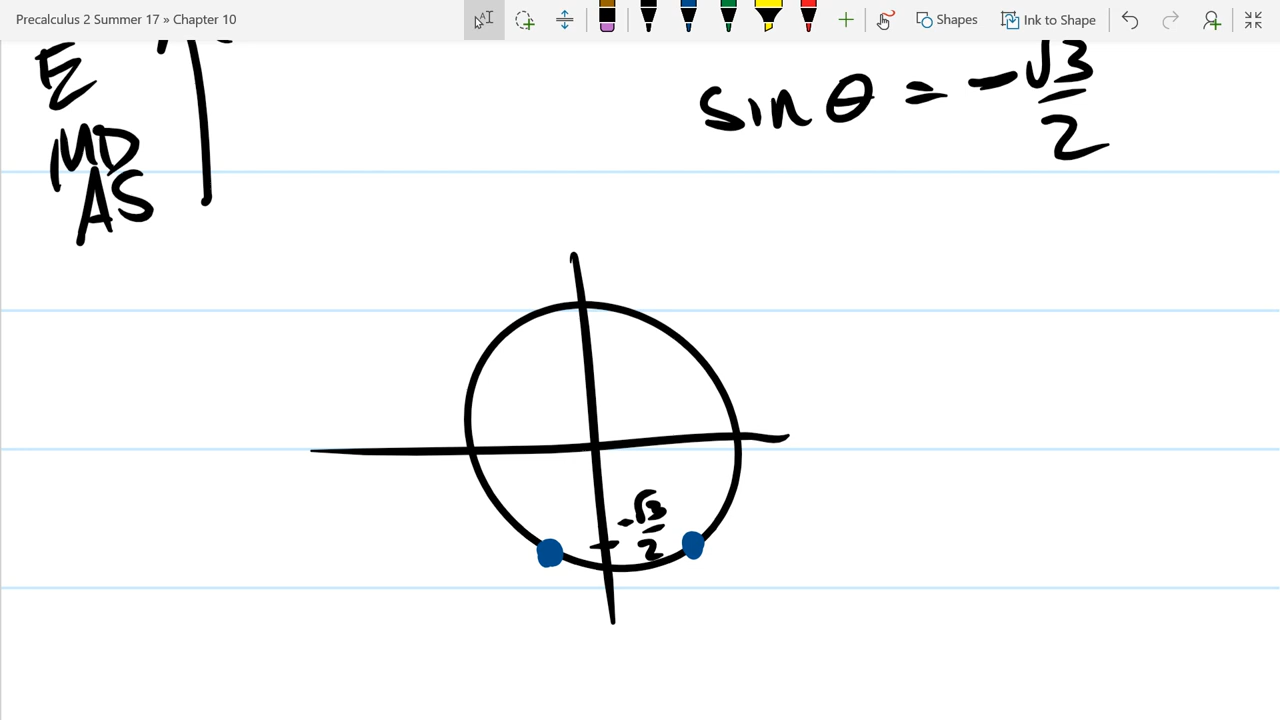 Precalculus 2 Summer 17 » Chapter 10
Shapes
Ink to Shape
E
MD
AS
sin θ = -√3/2
-√3/2